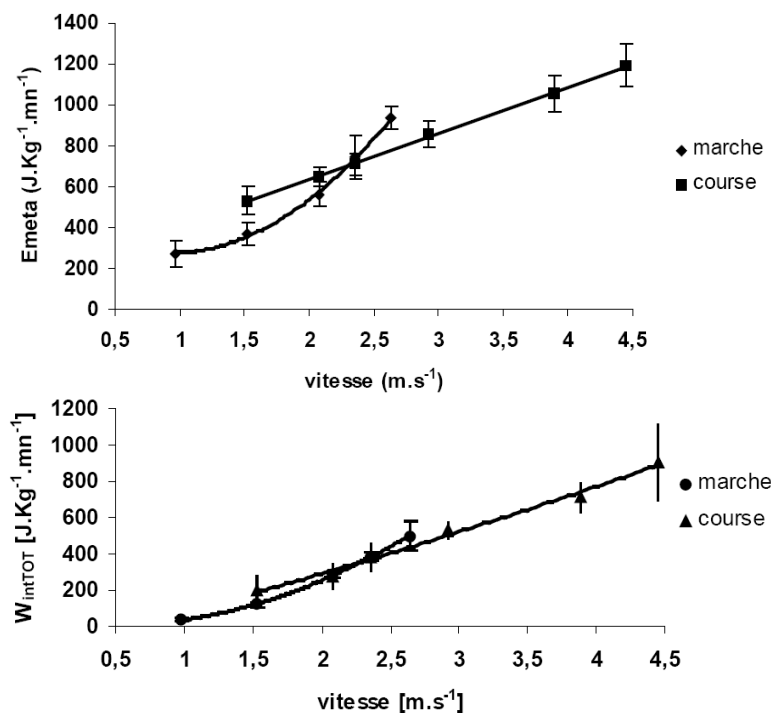 1400
1200
1000
800
600
400
200
0
Emeta (J.Kg⁻¹.mn⁻¹)
0,5 1 1,5 2 2,5 3 3,5 4 4,5
vitesse (m.s⁻¹)
marche
course
1200
1000
800
600
400
200
0
WintTOT [J.Kg⁻¹.mn⁻¹]
0,5 1 1,5 2 2,5 3 3,5 4 4,5
vitesse [m.s⁻¹]
marche
course